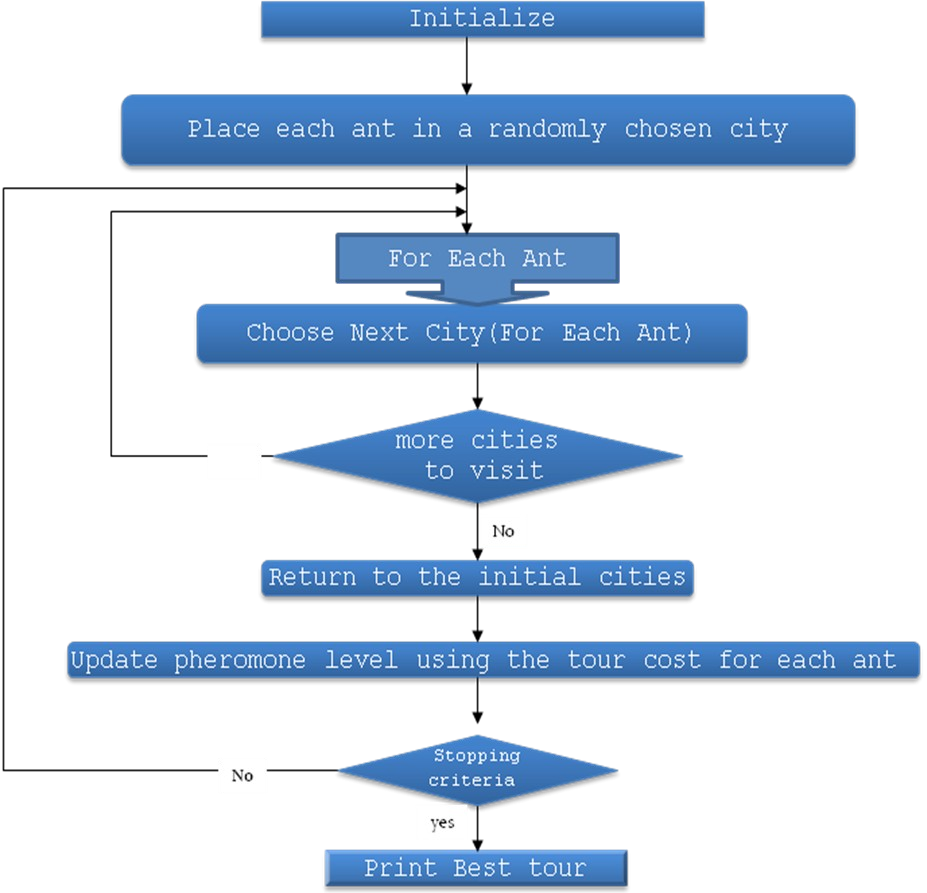 Initialize
Place each ant in a randomly chosen city
For Each Ant
Choose Next City(For Each Ant)
more cities
to visit
No
Return to the initial cities
Update pheromone level using the tour cost for each ant
Stopping
criteria
No
yes
Print Best tour